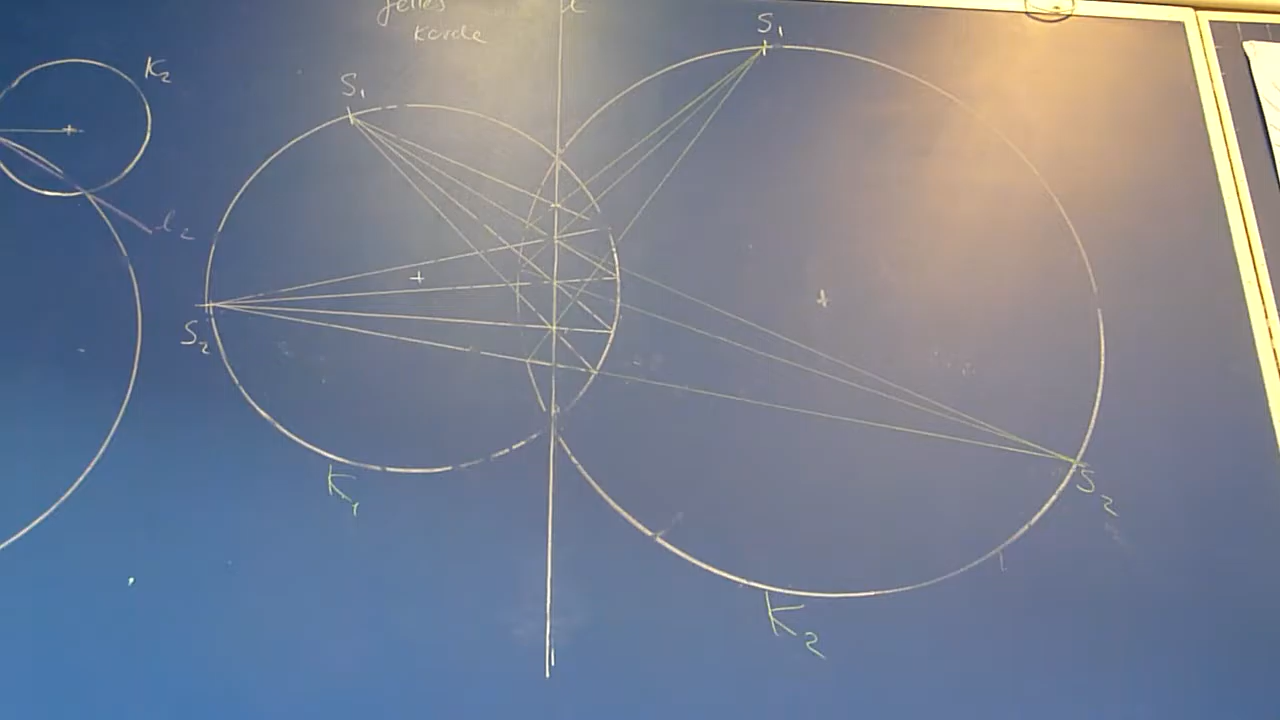 felles
korde
l
S₁
K₂
S₁
l₂
S₂
K₁
S₂
K₂